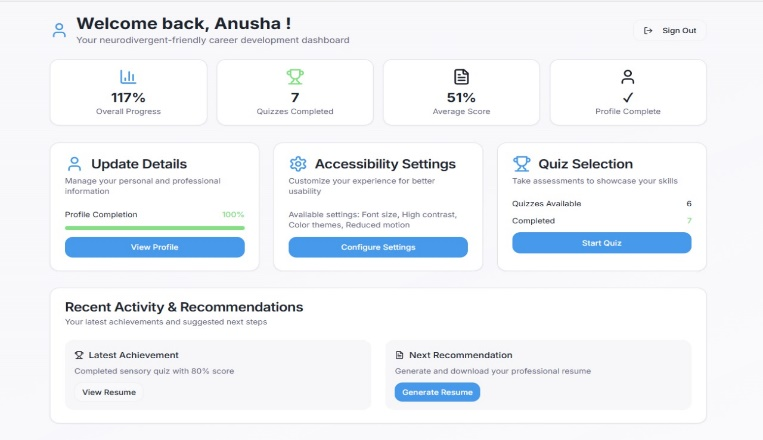 Welcome back, Anusha !
Your neurodivergent-friendly career development dashboard
Sign Out
117%
Overall Progress
7
Quizzes Completed
51%
Average Score
✓
Profile Complete
Update Details
Manage your personal and professional
information
Profile Completion 100%
View Profile
Accessibility Settings
Customize your experience for better
usability
Available settings: Font size, High contrast,
Color themes, Reduced motion
Configure Settings
Quiz Selection
Take assessments to showcase your skills
Quizzes Available 6
Completed 7
Start Quiz
Recent Activity & Recommendations
Your latest achievements and suggested next steps
Latest Achievement
Completed sensory quiz with 80% score
View Resume
Next Recommendation
Generate and download your professional resume
Generate Resume